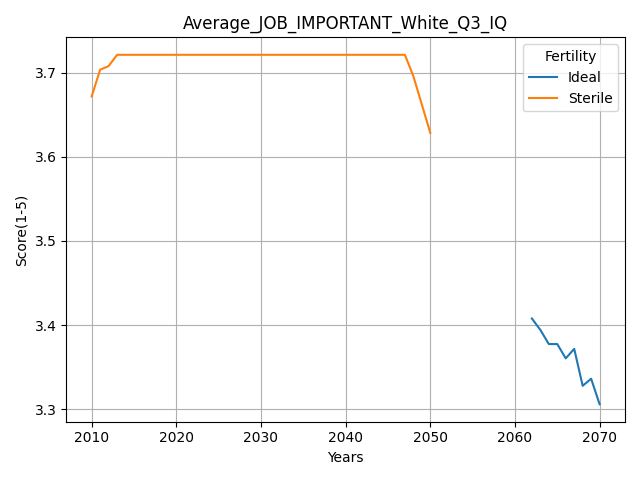 Average_JOB_IMPORTANT_White_Q3_IQ
Fertility
Ideal
Sterile
3.7
3.6
3.5
3.4
3.3
Score(1-5)
2010 2020 2030 2040 2050 2060 2070
Years